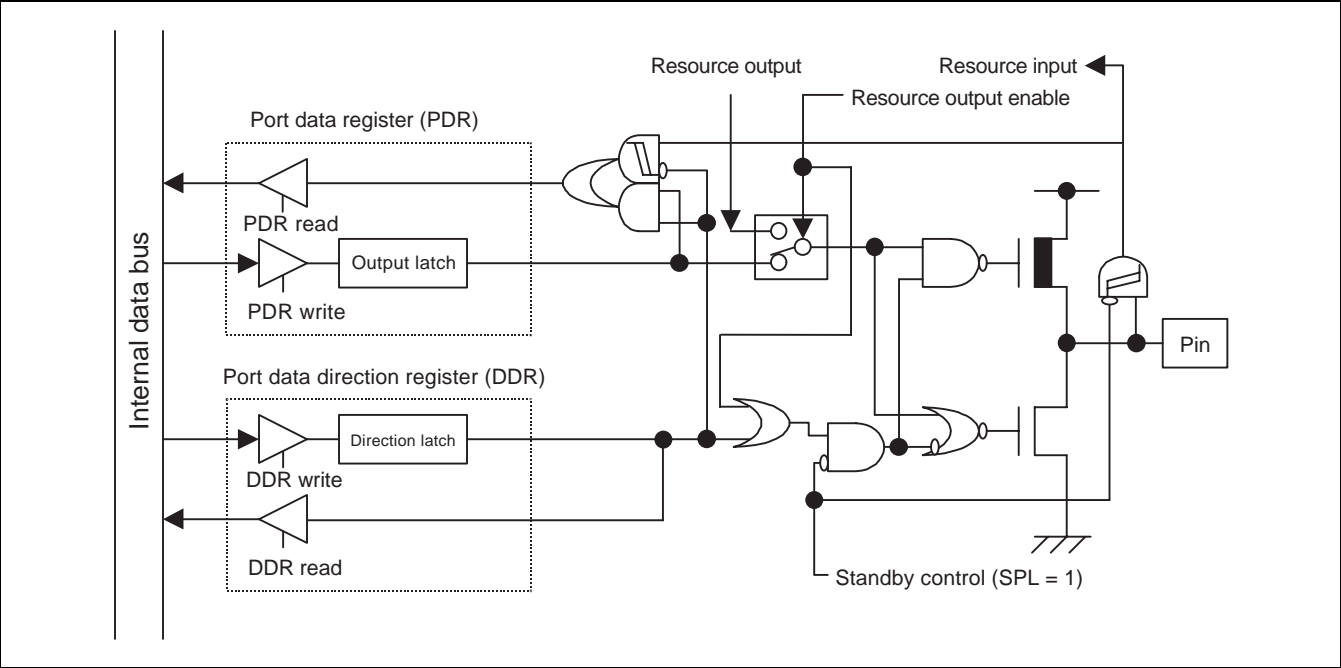 Resource output
Resource input
Resource output enable
Port data register (PDR)
PDR read
Output latch
PDR write
Internal data bus
Pin
Port data direction register (DDR)
Direction latch
DDR write
DDR read
Standby control (SPL = 1)